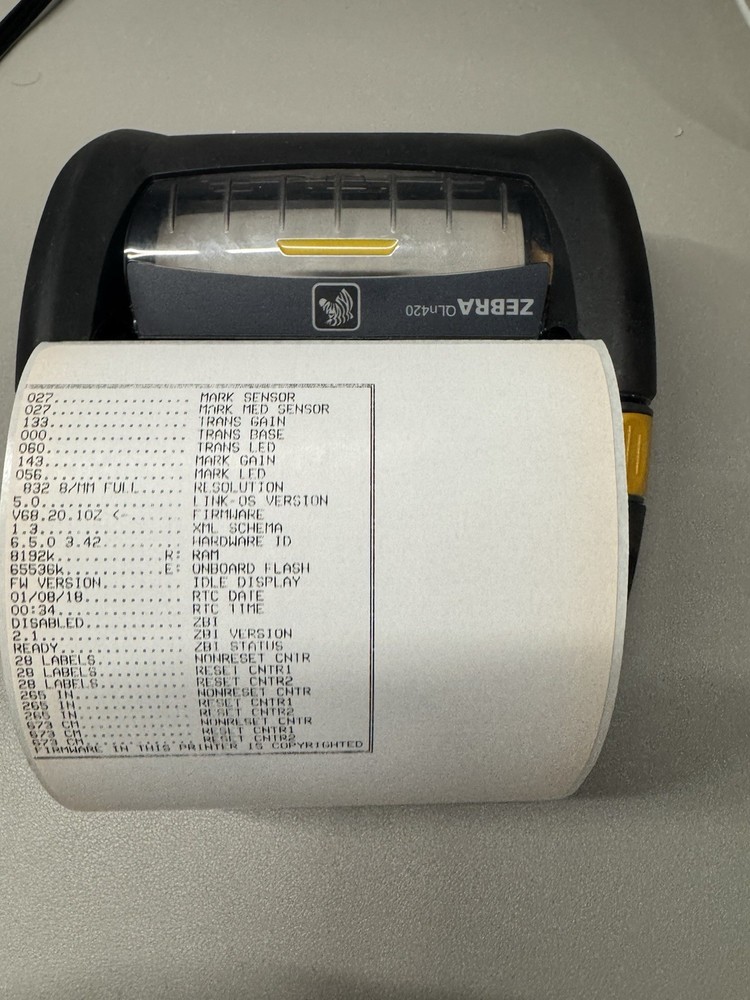 ZEBRA QLn420
027................ MARK SENSOR
027................ MARK MED SENSOR
133................ TRANS GAIN
000................ TRANS BASE
060................ TRANS LED
143................ MARK GAIN
056................ MARK LED
832 8/MM FULL..... RESOLUTION
5.0................ LINK-OS VERSION
V68.20.10Z <-...... FIRMWARE
1.3................ XML SCHEMA
6.5.0 3.42......... HARDWARE ID
8192k............R: RAM
65536k...........E: ONBOARD FLASH
FW VERSION......... IDLE DISPLAY
01/08/18........... RTC DATE
00:34.............. RTC TIME
DISABLED........... ZBI
2.1................ ZBI VERSION
READY.............. ZBI STATUS
28 LABELS.......... NONRESET CNTR
28 LABELS.......... RESET CNTR1
28 LABELS.......... RESET CNTR2
265 IN............. NONRESET CNTR
265 IN............. RESET CNTR1
265 IN............. RESET CNTR2
673 CM............. NONRESET CNTR
673 CM............. RESET CNTR1
673 CM............. RESET CNTR2
FIRMWARE IN THIS PRINTER IS COPYRIGHTED